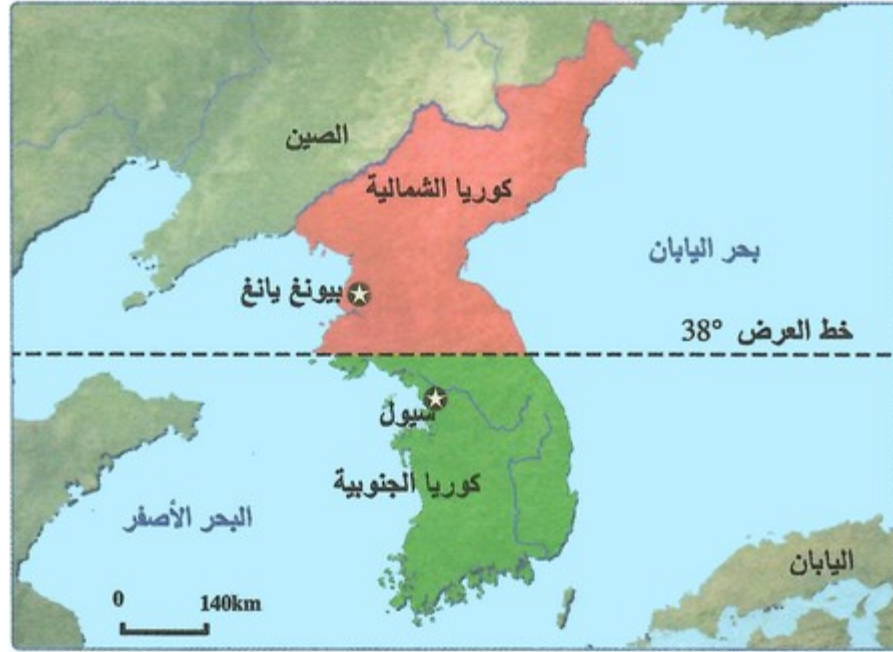 الصين
كوريا الشمالية
بحر اليابان
بيونغ يانغ
خط العرض 38°
سيول
كوريا الجنوبية
البحر الأصفر
اليابان
0 140km